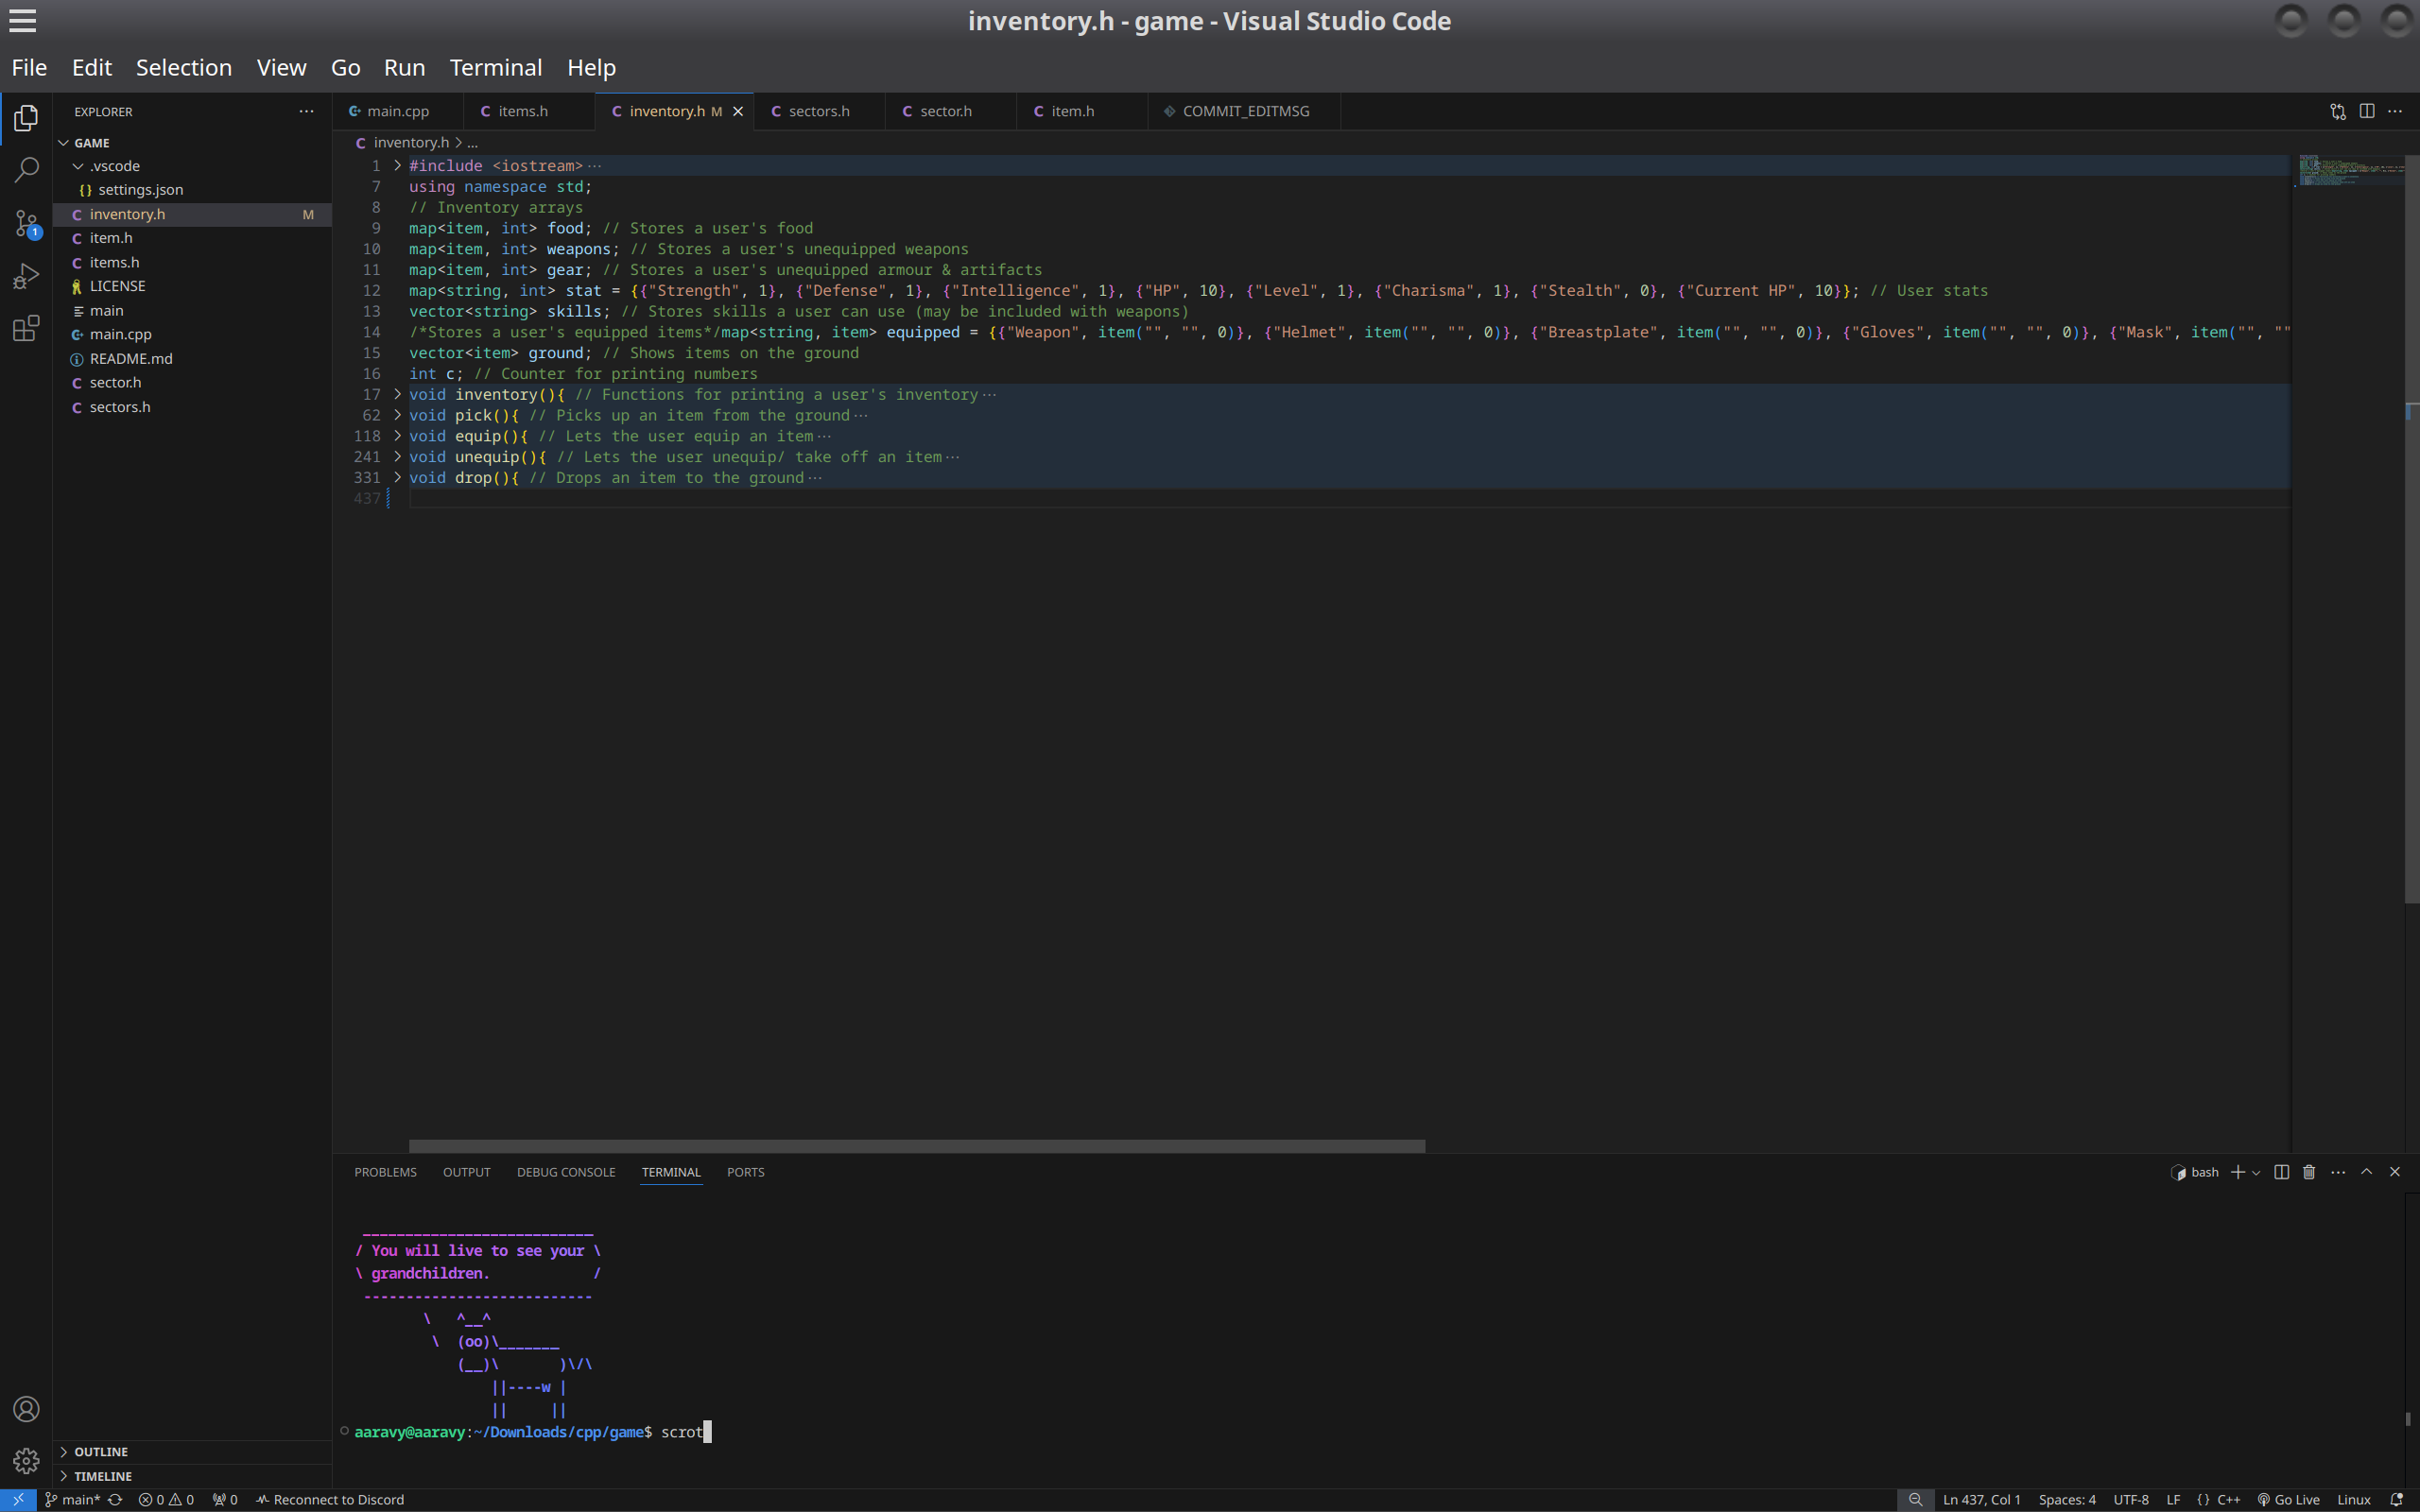 inventory.h - game - Visual Studio Code
File Edit Selection View Go Run Terminal Help
EXPLORER
GAME
.vscode
{} settings.json
C inventory.h M
C item.h
C items.h
LICENSE
main
main.cpp
README.md
C sector.h
C sectors.h
OUTLINE
TIMELINE
main.cpp C items.h C inventory.h M C sectors.h C sector.h C item.h COMMIT_EDITMSG
C inventory.h > ...
1 #include <iostream>···
7 using namespace std;
8 // Inventory arrays
9 map<item, int> food; // Stores a user's food
10 map<item, int> weapons; // Stores a user's unequipped weapons
11 map<item, int> gear; // Stores a user's unequipped armour & artifacts
12 map<string, int> stat = {{"Strength", 1}, {"Defense", 1}, {"Intelligence", 1}, {"HP", 10}, {"Level", 1}, {"Charisma", 1}, {"Stealth", 0}, {"Current HP", 10}}; // User stats
13 vector<string> skills; // Stores skills a user can use (may be included with weapons)
14 /*Stores a user's equipped items*/map<string, item> equipped = {{"Weapon", item("", "", 0)}, {"Helmet", item("", "", 0)}, {"Breastplate", item("", "", 0)}, {"Gloves", item("", "", 0)}, {"Mask", item("", ""
15 vector<item> ground; // Shows items on the ground
16 int c; // Counter for printing numbers
17 void inventory(){ // Functions for printing a user's inventory···
62 void pick(){ // Picks up an item from the ground···
118 void equip(){ // Lets the user equip an item···
241 void unequip(){ // Lets the user unequip/ take off an item···
331 void drop(){ // Drops an item to the ground···
437
PROBLEMS OUTPUT DEBUG CONSOLE TERMINAL PORTS
bash
 ___________________________
/ You will live to see your \
\ grandchildren.            /
 ---------------------------
        \   ^__^
         \  (oo)\_______
            (__)\       )\/\
                ||----w |
                ||     ||
aaravy@aaravy:~/Downloads/cpp/game$ scrot
1
main* 0 0 0 Reconnect to Discord Ln 437, Col 1 Spaces: 4 UTF-8 LF {} C++ Go Live Linux